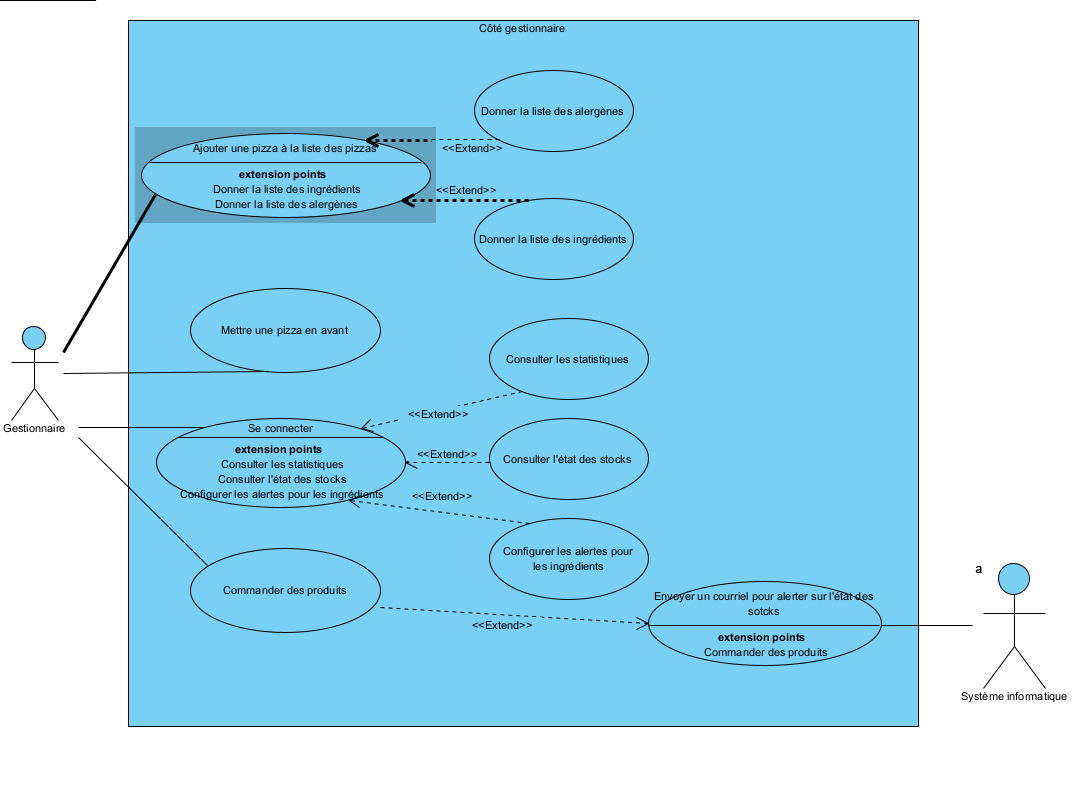 Côté gestionnaire
Donner la liste des alergènes
Ajouter une pizza à la liste des pizzas
<<Extend>>
extension points
Donner la liste des ingrédients
Donner la liste des alergènes
<<Extend>>
Donner la liste des ingrédients
Mettre une pizza en avant
Consulter les statistiques
Gestionnaire
<<Extend>>
Se connecter
extension points
Consulter les statistiques
Consulter l'état des stocks
Configurer les alertes pour les ingrédients
<<Extend>>
Consulter l'état des stocks
<<Extend>>
Configurer les alertes pour
les ingrédients
Commander des produits
<<Extend>>
Envoyer un courriel pour alerter sur l'état des
sotcks
extension points
Commander des produits
a
Système informatique